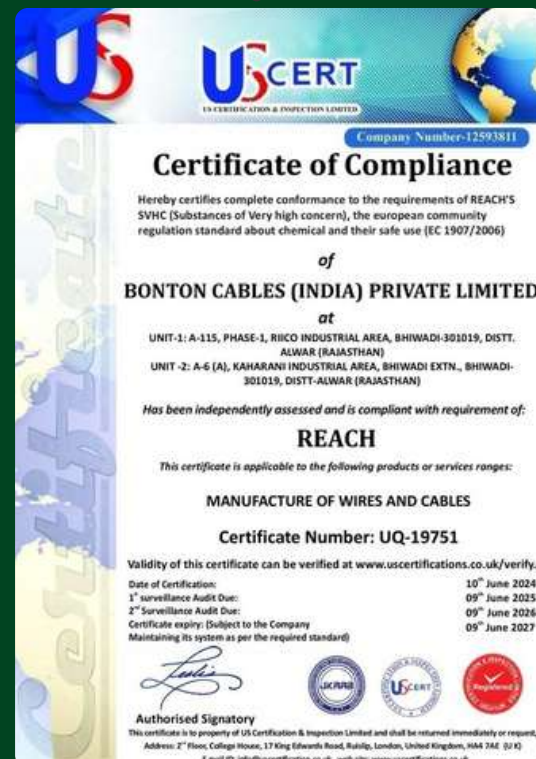 US
US CERT
US CERTIFICATION & INSPECTION LIMITED
Company Number-12593811
Certificate of Compliance
Hereby certifies complete conformance to the requirements of REACH'S
SVHC (Substances of Very high concern), the european community
regulation standard about chemical and their safe use (EC 1907/2006)
of
BONTON CABLES (INDIA) PRIVATE LIMITED
at
UNIT-1: A-115, PHASE-1, RIICO INDUSTRIAL AREA, BHIWADI-301019, DISTT.
ALWAR (RAJASTHAN)
UNIT -2: A-6 (A), KAHARANI INDUSTRIAL AREA, BHIWADI EXTN., BHIWADI-
301019, DISTT-ALWAR (RAJASTHAN)
Has been independently assessed and is compliant with requirement of:
REACH
This certificate is applicable to the following products or services ranges:
MANUFACTURE OF WIRES AND CABLES
Certificate Number: UQ-19751
Validity of this certificate can be verified at www.uscertifications.co.uk/verify.
Date of Certification: 10th June 2024
1st surveillance Audit Due: 09th June 2025
2nd Surveillance Audit Due: 09th June 2026
Certificate expiry: (Subject to the Company 09th June 2027
Maintaining its system as per the required standard)
Leslie
UKRAB
US CERT
Registered
Authorised Signatory
This certificate is to property of US Certification & Inspection Limited and shall be returned immediately or request,
Address: 2nd Floor, College House, 17 King Edwards Road, Ruislip, London, United Kingdom, HA4 7AE (U K)
Certificate